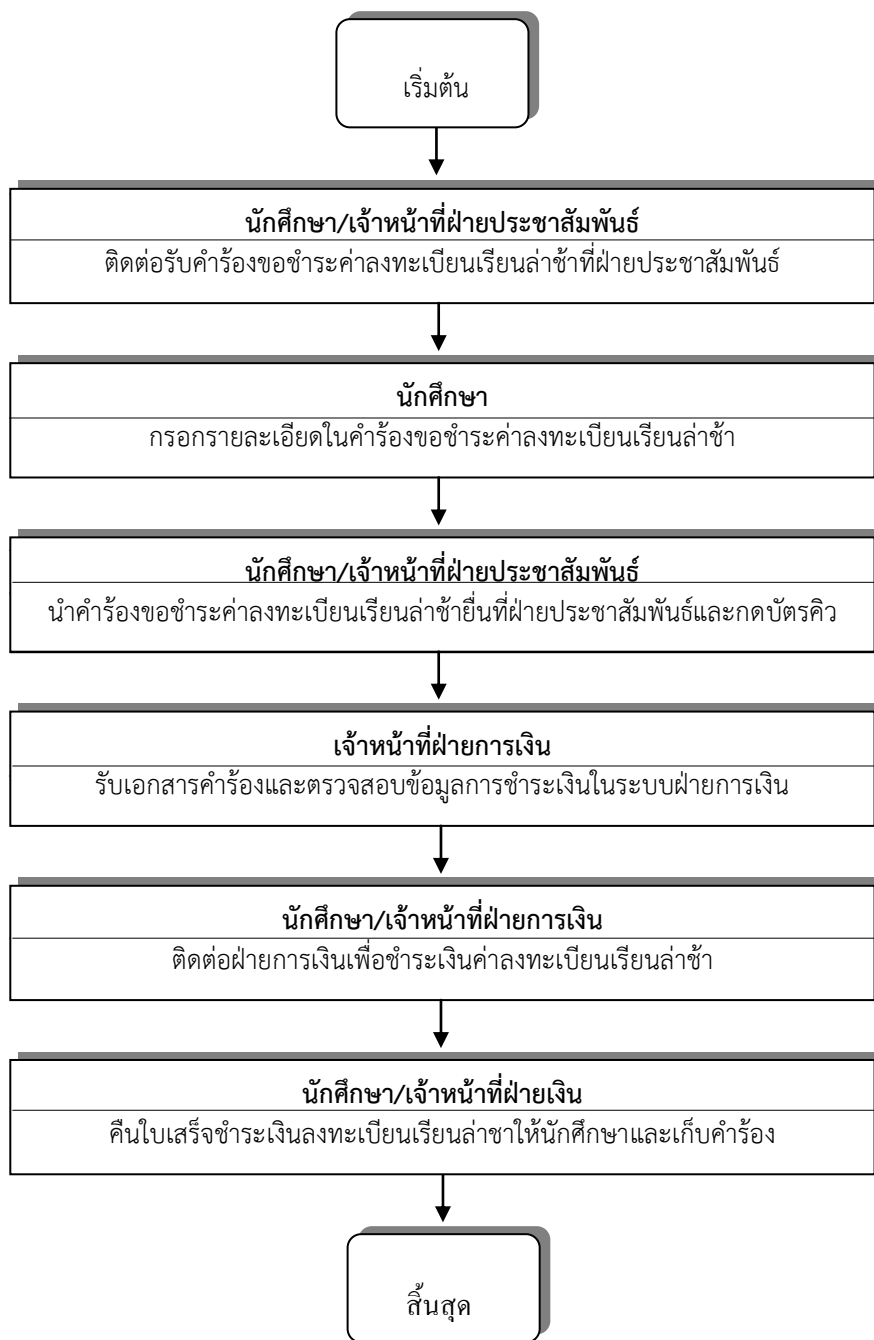 เริ่มต้น
นักศึกษา/เจ้าหน้าที่ฝ่ายประชาสัมพันธ์
ติดต่อรับคำร้องขอชำระค่าลงทะเบียนเรียนล่าช้าที่ฝ่ายประชาสัมพันธ์
นักศึกษา
กรอกรายละเอียดในคำร้องขอชำระค่าลงทะเบียนเรียนล่าช้า
นักศึกษา/เจ้าหน้าที่ฝ่ายประชาสัมพันธ์
นำคำร้องขอชำระค่าลงทะเบียนเรียนล่าช้ายื่นที่ฝ่ายประชาสัมพันธ์และกดบัตรคิว
เจ้าหน้าที่ฝ่ายการเงิน
รับเอกสารคำร้องและตรวจสอบข้อมูลการชำระเงินในระบบฝ่ายการเงิน
นักศึกษา/เจ้าหน้าที่ฝ่ายการเงิน
ติดต่อฝ่ายการเงินเพื่อชำระเงินค่าลงทะเบียนเรียนล่าช้า
นักศึกษา/เจ้าหน้าที่ฝ่ายเงิน
คืนใบเสร็จชำระเงินลงทะเบียนเรียนล่าชาให้นักศึกษาและเก็บคำร้อง
สิ้นสุด